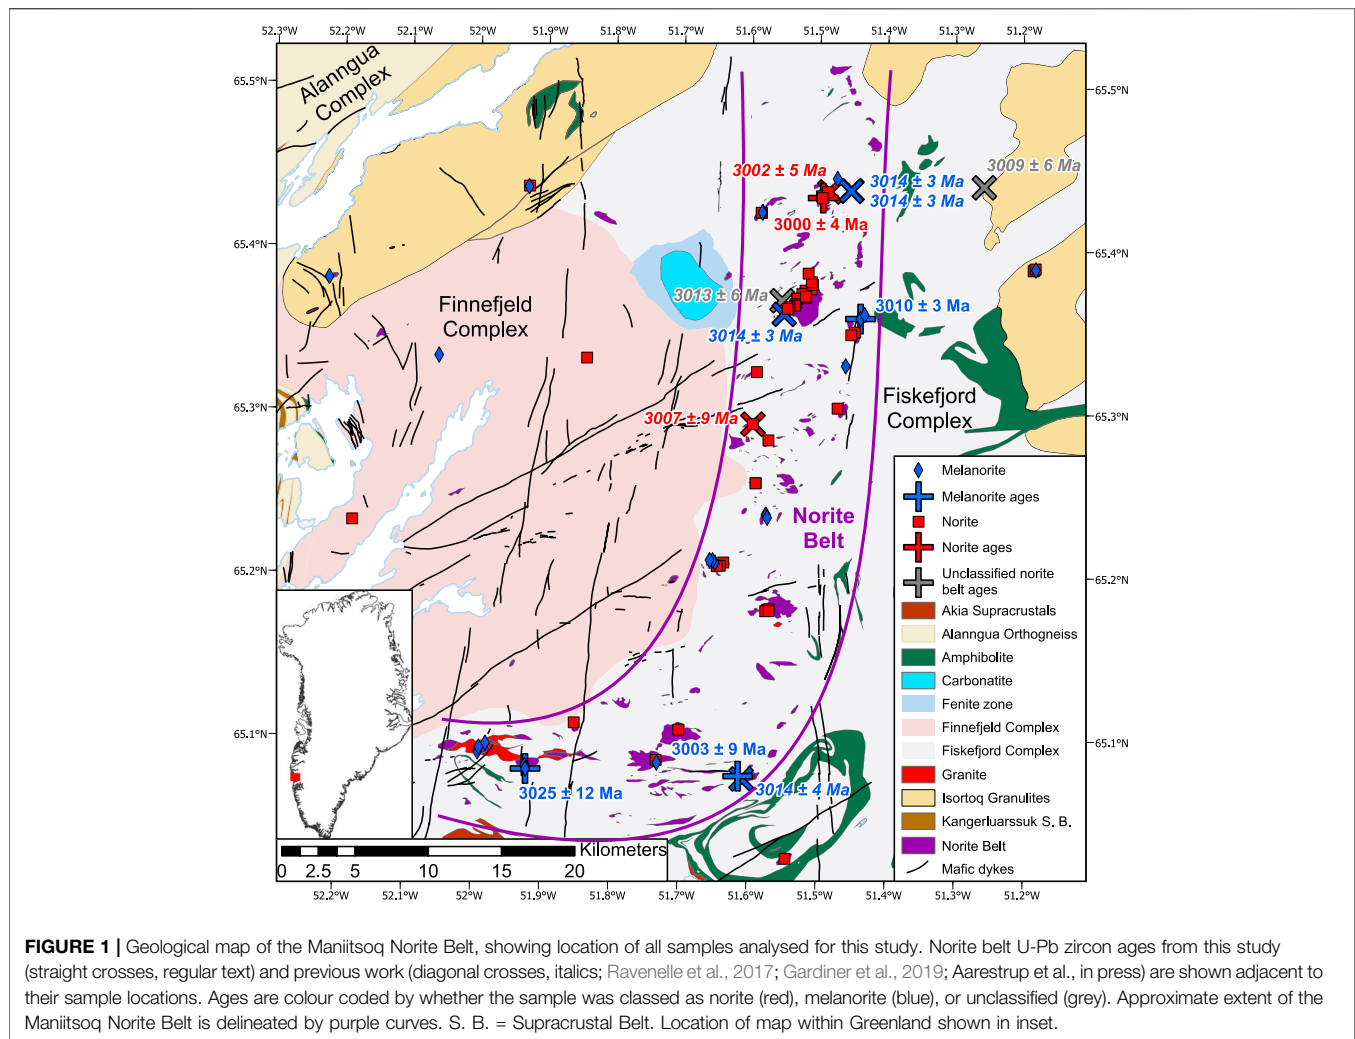 52.3°W 52.2°W 52.1°W 52°W 51.9°W 51.8°W 51.7°W 51.6°W 51.5°W 51.4°W 51.3°W 51.2°W
65.5°N
65.4°N
65.3°N
65.2°N
65.1°N
65.5°N
65.4°N
65.3°N
65.2°N
65.1°N
Alanngua
Complex
3002 ± 5 Ma
3014 ± 3 Ma
3014 ± 3 Ma
3009 ± 6 Ma
3000 ± 4 Ma
Finnefjeld
Complex
3013 ± 6 Ma
3014 ± 3 Ma
3010 ± 3 Ma
3007 ± 9 Ma
Fiskefjord
Complex
Norite
Belt
3003 ± 9 Ma
3025 ± 12 Ma
3014 ± 4 Ma
Melanorite
Melanorite ages
Norite
Norite ages
Unclassified norite
belt ages
Akia Supracrustals
Alanngua Orthogneiss
Amphibolite
Carbonatite
Fenite zone
Finnefjeld Complex
Fiskefjord Complex
Granite
Isortoq Granulites
Kangerluarssuk S. B.
Norite Belt
Mafic dykes
Kilometers
0 2.5 5 10 15 20
52.2°W 52.1°W 52°W 51.9°W 51.8°W 51.7°W 51.6°W 51.5°W 51.4°W 51.3°W 51.2°W
FIGURE 1 | Geological map of the Maniitsoq Norite Belt, showing location of all samples analysed for this study. Norite belt U-Pb zircon ages from this study
(straight crosses, regular text) and previous work (diagonal crosses, italics; Ravenelle et al., 2017; Gardiner et al., 2019; Aarestrup et al., in press) are shown adjacent to
their sample locations. Ages are colour coded by whether the sample was classed as norite (red), melanorite (blue), or unclassified (grey). Approximate extent of the
Maniitsoq Norite Belt is delineated by purple curves. S. B. = Supracrustal Belt. Location of map within Greenland shown in inset.